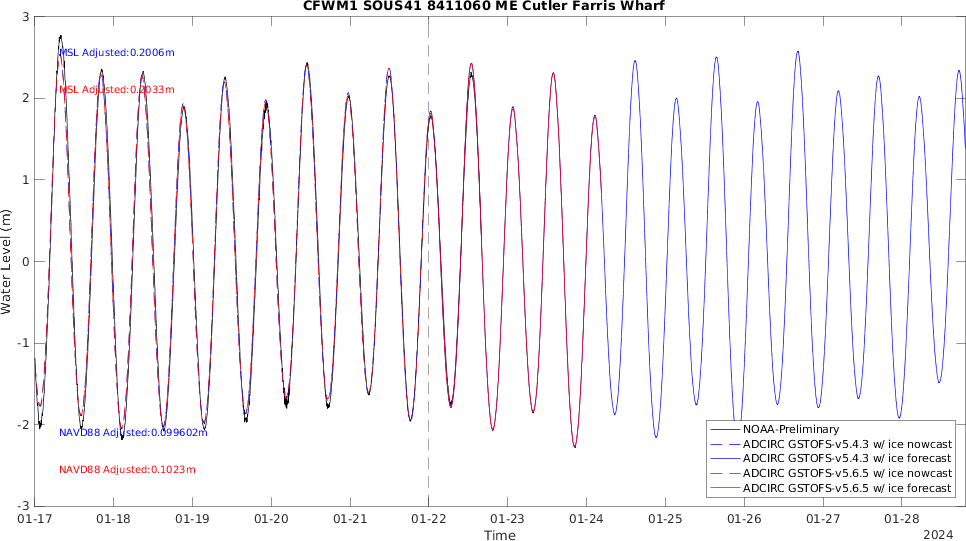 CFWM1 SOUS41 8411060 ME Cutler Farris Wharf
3
2
1
0
-1
-2
-3
Water Level (m)
MSL Adjusted:0.2006m
MSL Adjusted:0.2033m
NAVD88 Adjusted:0.099602m
NAVD88 Adjusted:0.1023m
NOAA-Preliminary
ADCIRC GSTOFS-v5.4.3 w/ ice nowcast
ADCIRC GSTOFS-v5.4.3 w/ ice forecast
ADCIRC GSTOFS-v5.6.5 w/ ice nowcast
ADCIRC GSTOFS-v5.6.5 w/ ice forecast
01-17 01-18 01-19 01-20 01-21 01-22 01-23 01-24 01-25 01-26 01-27 01-28
Time
2024